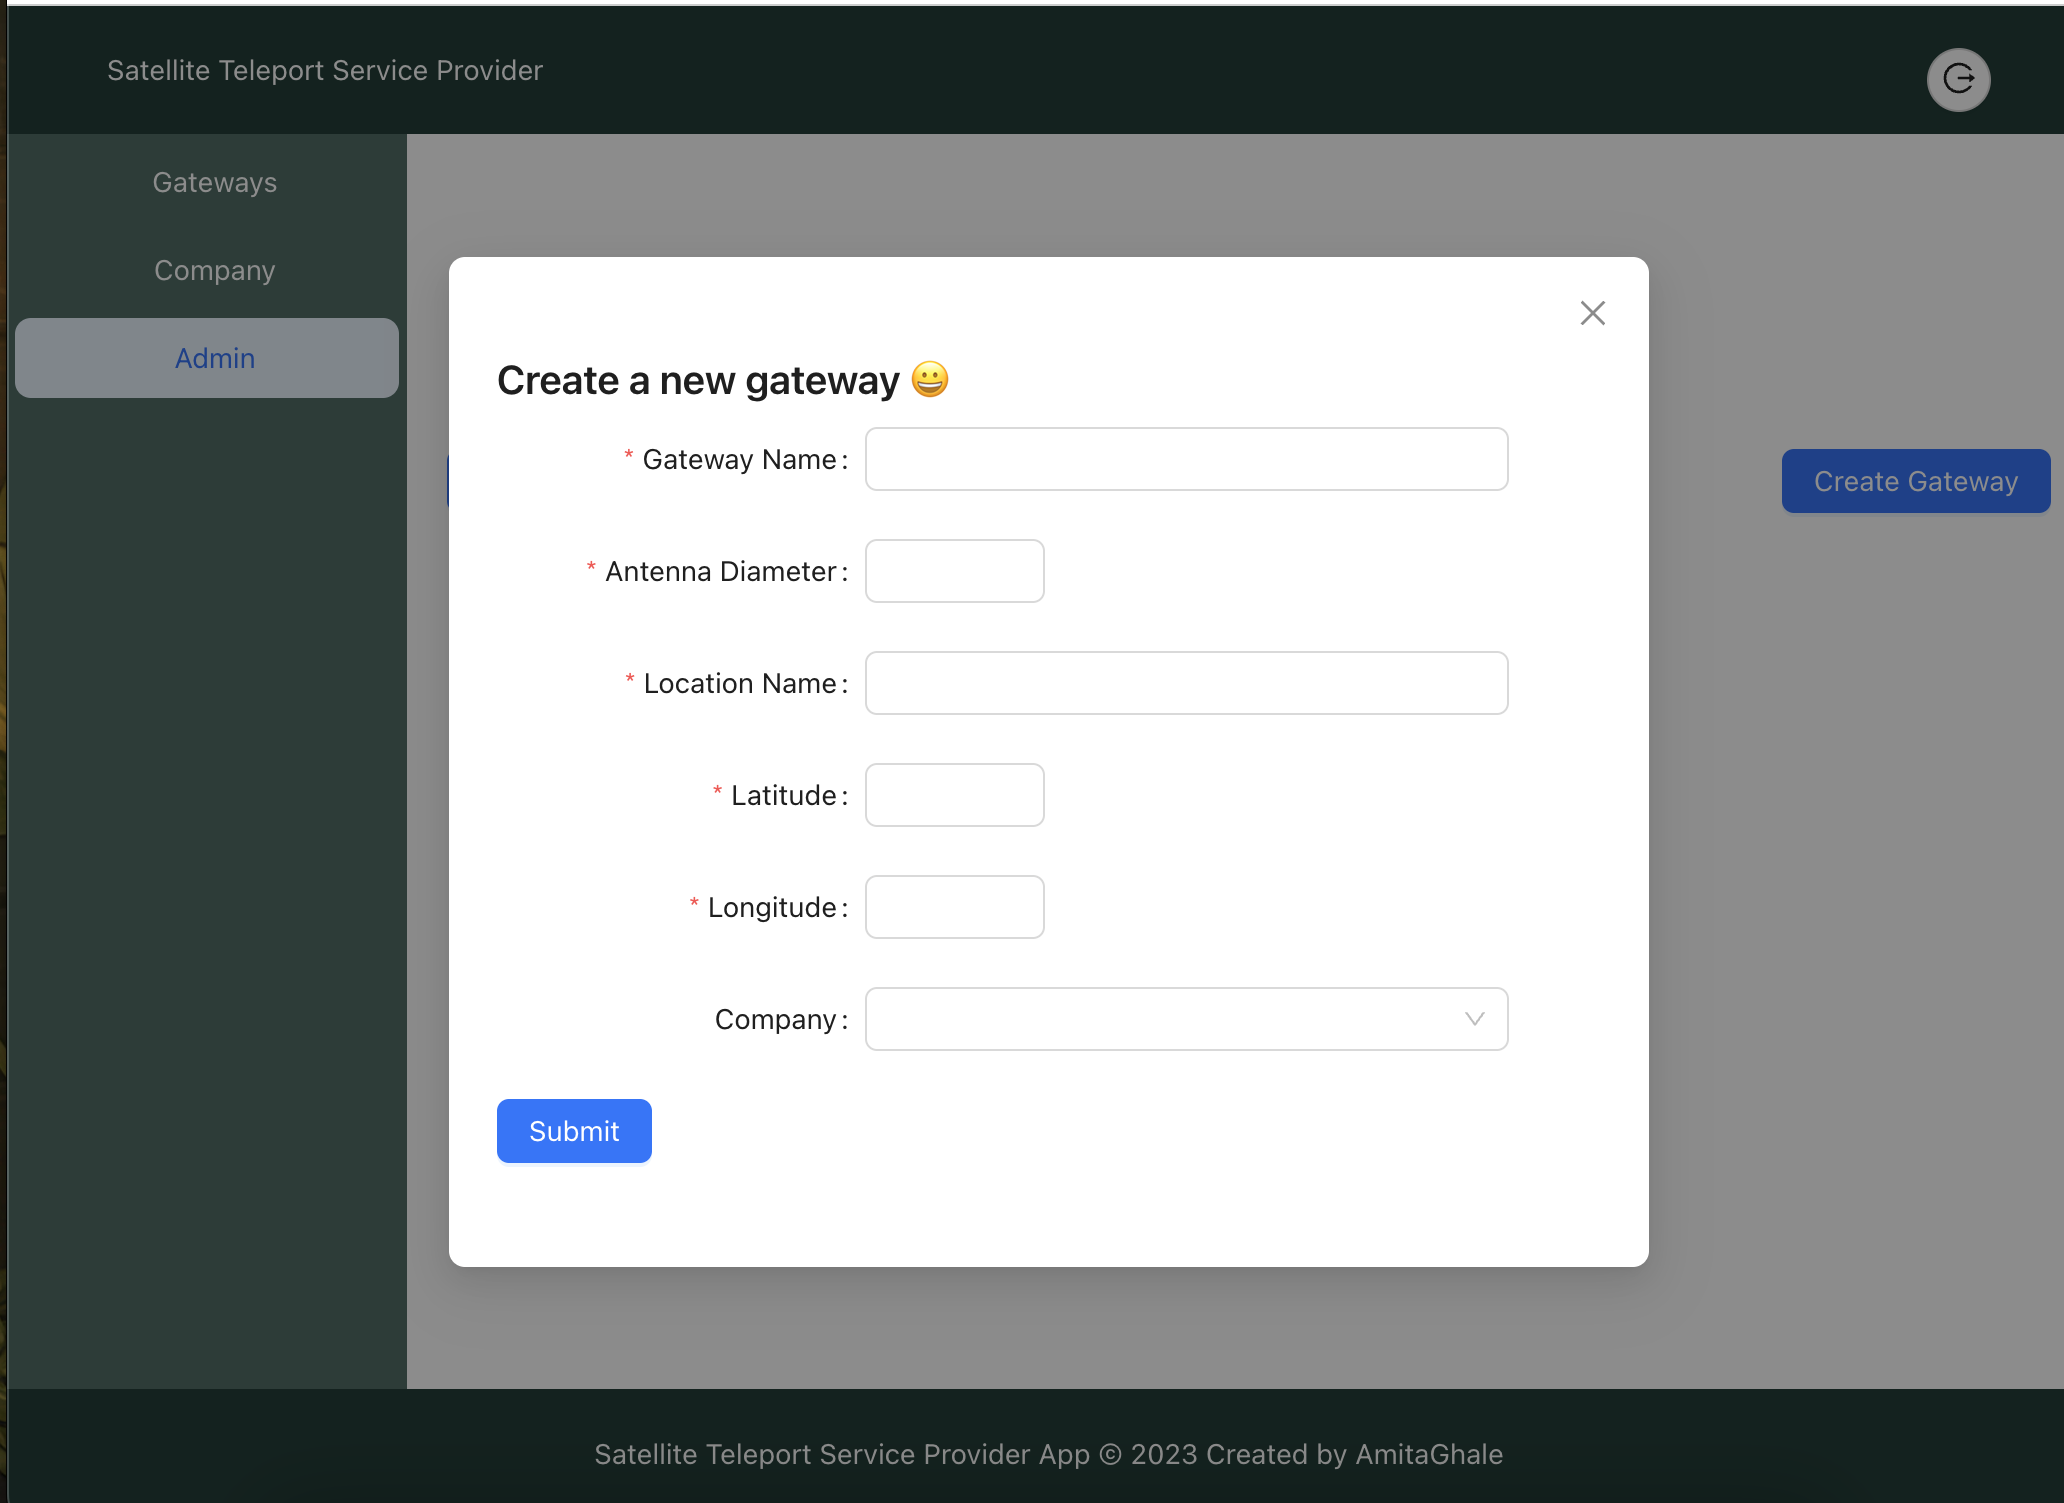 Satellite Teleport Service Provider
Gateways
Company
Admin
Create a new gateway 😀
* Gateway Name:
* Antenna Diameter:
* Location Name:
* Latitude:
* Longitude:
Company:
Submit
Create Gateway
Satellite Teleport Service Provider App © 2023 Created by AmitaGhale